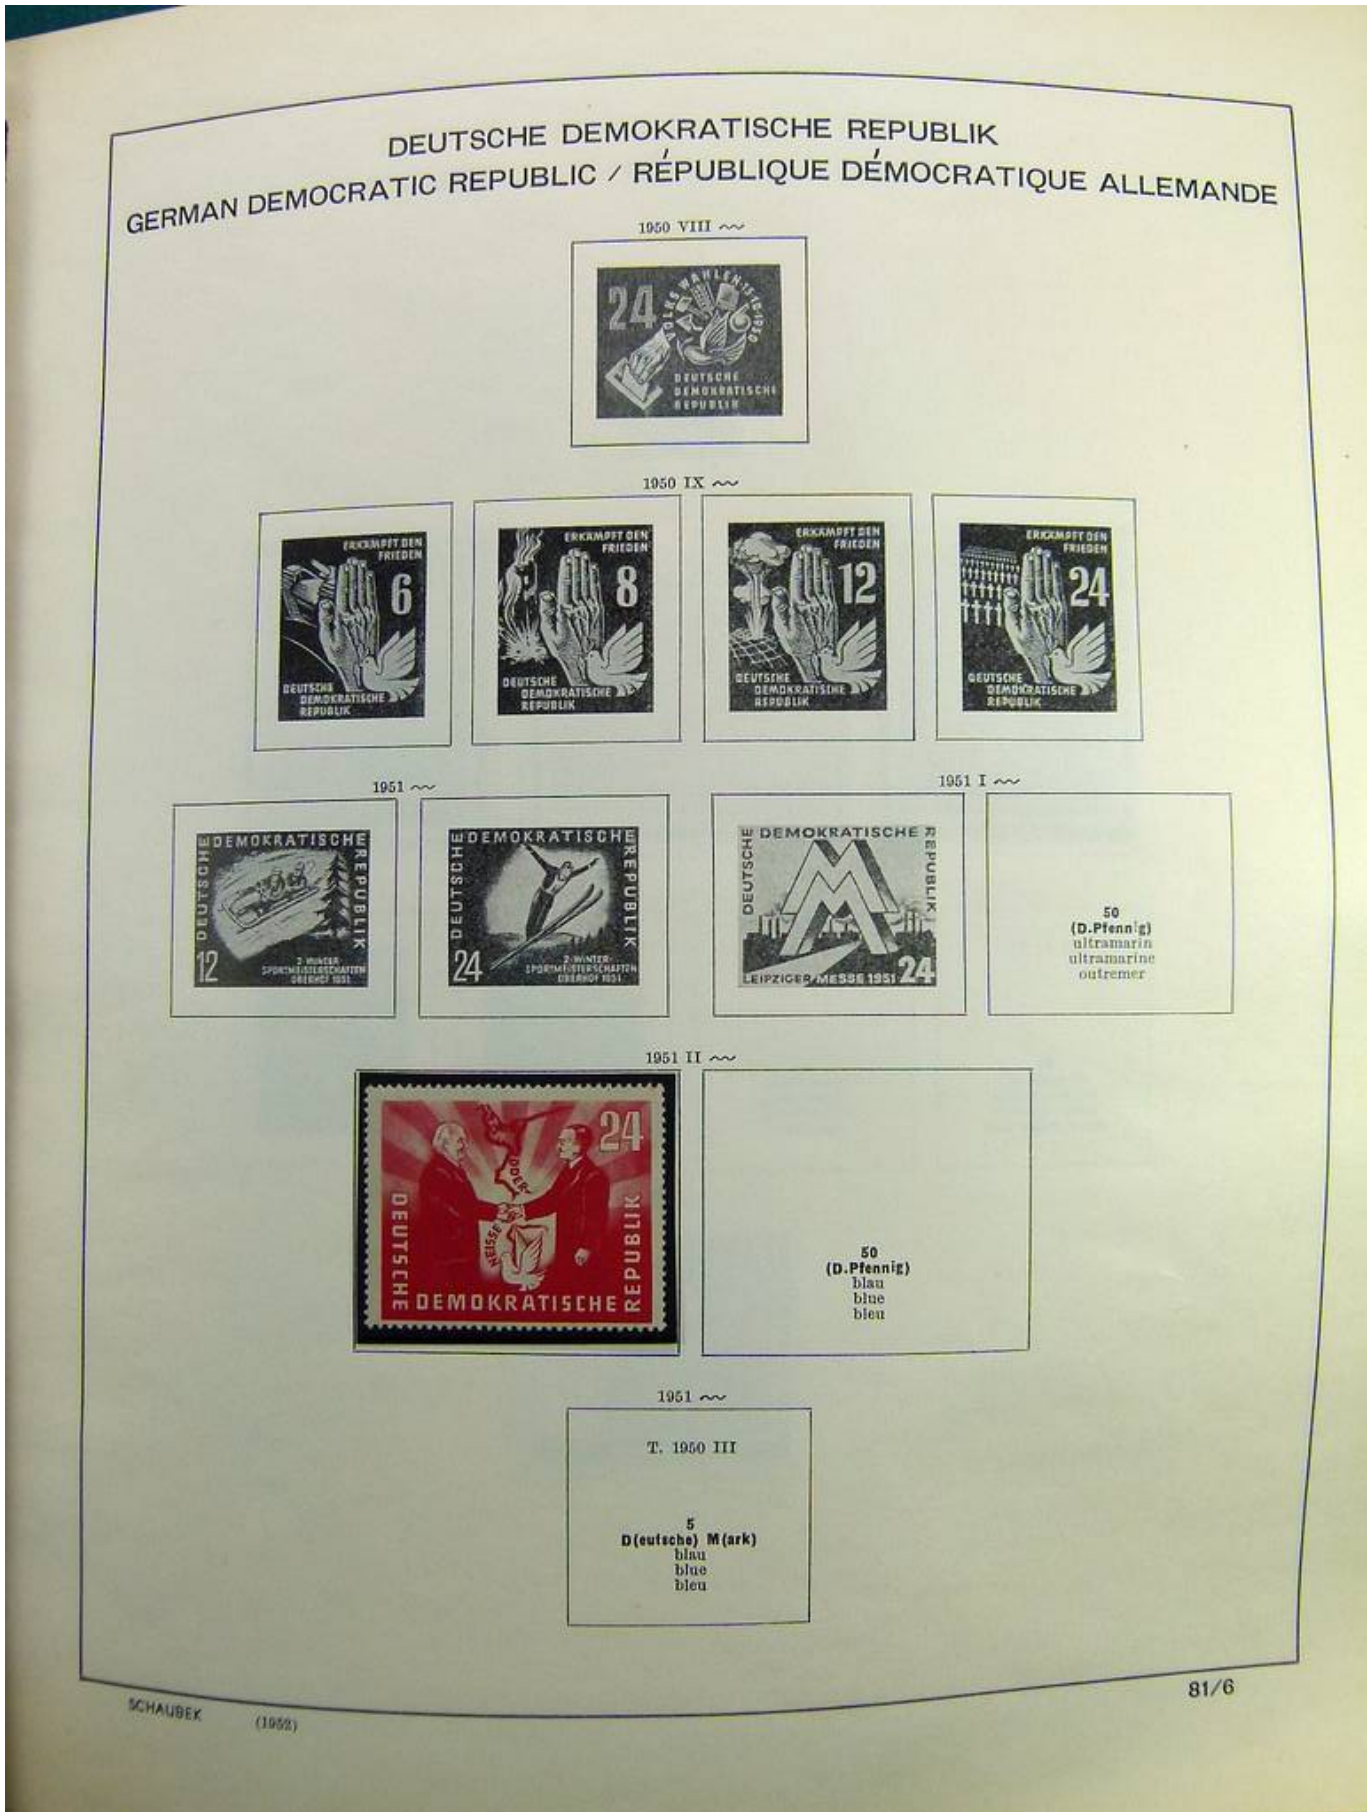 DEUTSCHE DEMOKRATISCHE REPUBLIK
GERMAN DEMOCRATIC REPUBLIC / RÉPUBLIQUE DÉMOCRATIQUE ALLEMANDE
1950 VIII
24
VOLKSWAHLEN·15·10·1950
DEUTSCHE
DEMOKRATISCHE
REPUBLIK
1950 IX
ERKÄMPFT DEN
FRIEDEN
6
DEUTSCHE
DEMOKRATISCHE
REPUBLIK
ERKÄMPFT DEN
FRIEDEN
8
DEUTSCHE
DEMOKRATISCHE
REPUBLIK
ERKÄMPFT DEN
FRIEDEN
12
DEUTSCHE
DEMOKRATISCHE
REPUBLIK
ERKÄMPFT DEN
FRIEDEN
24
DEUTSCHE
DEMOKRATISCHE
REPUBLIK
1951
DEUTSCHE DEMOKRATISCHE REPUBLIK
12
2·WINTER-
SPORTMEISTERSCHAFTEN
OBERHOF 1951
DEUTSCHE DEMOKRATISCHE REPUBLIK
24
2·WINTER-
SPORTMEISTERSCHAFTEN
OBERHOF 1951
1951 I
DEUTSCHE DEMOKRATISCHE REPUBLIK
MM
LEIPZIGER MESSE 1951 24
50
(D.Pfennig)
ultramarin
ultramarine
outremer
1951 II
24
ODER-
NEISSE
DEUTSCHE DEMOKRATISCHE REPUBLIK
50
(D.Pfennig)
blau
blue
bleu
1951
T. 1950 III
5
D(eutsche) M(ark)
blau
blue
bleu
SCHAUBEK
(1952)
81/6